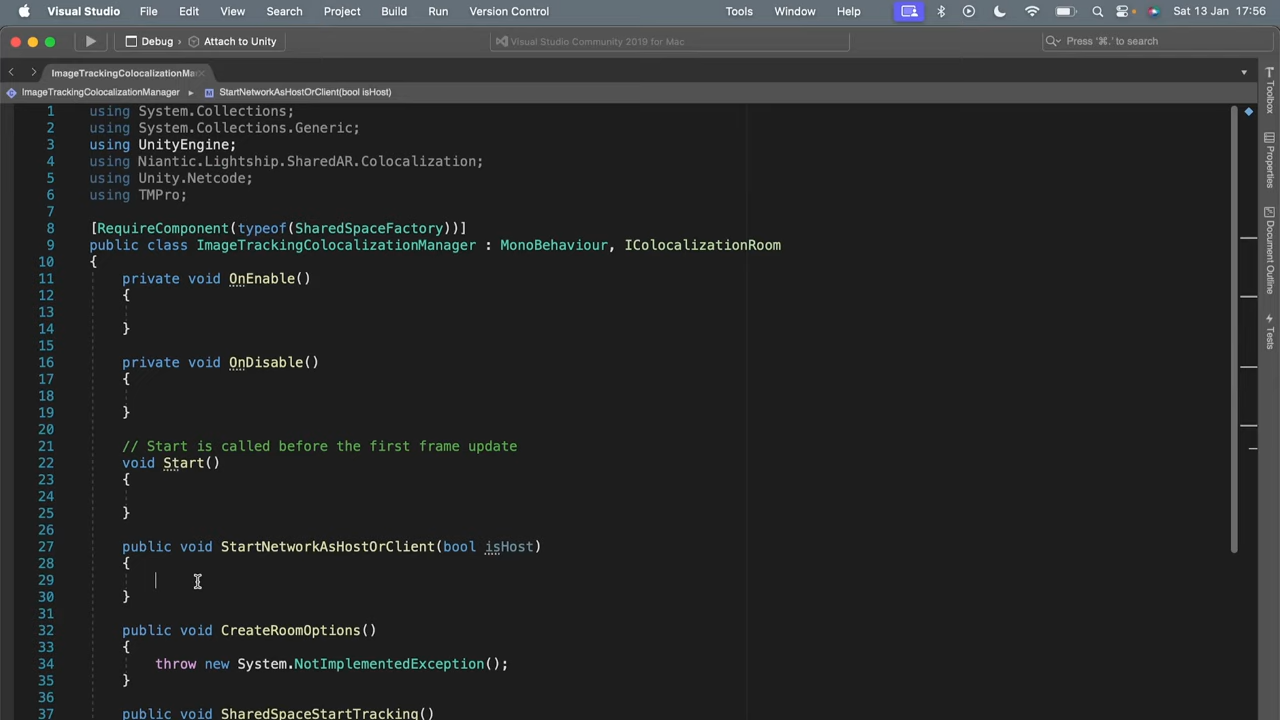 Visual Studio File Edit View Search Project Build Run Version Control Tools Window Help Sat 13 Jan 17:56
Debug Attach to Unity Visual Studio Community 2019 for Mac Press '⌘.' to search
ImageTrackingColocalizationMa
ImageTrackingColocalizationManager StartNetworkAsHostOrClient(bool isHost)
1 using System.Collections;
2 using System.Collections.Generic;
3 using UnityEngine;
4 using Niantic.Lightship.SharedAR.Colocalization;
5 using Unity.Netcode;
6 using TMPro;
7
8 [RequireComponent(typeof(SharedSpaceFactory))]
9 public class ImageTrackingColocalizationManager : MonoBehaviour, IColocalizationRoom
10 {
11 private void OnEnable()
12 {
13
14 }
15
16 private void OnDisable()
17 {
18
19 }
20
21 // Start is called before the first frame update
22 void Start()
23 {
24
25 }
26
27 public void StartNetworkAsHostOrClient(bool isHost)
28 {
29
30 }
31
32 public void CreateRoomOptions()
33 {
34 throw new System.NotImplementedException();
35 }
36
37 public void SharedSpaceStartTracking()
Toolbox
Properties
Document Outline
Tests